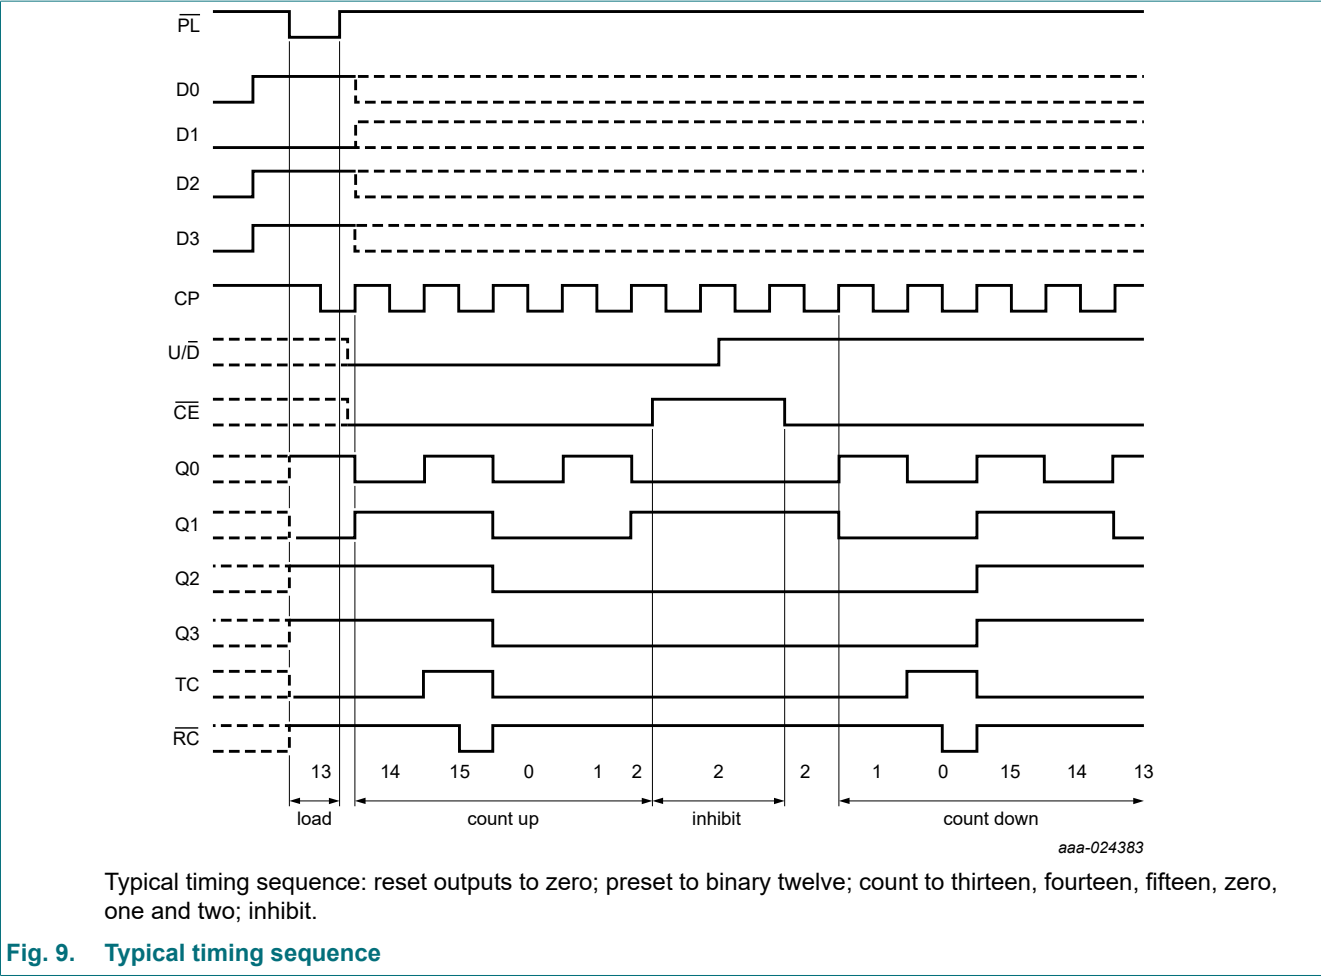 PL
D0
D1
D2
D3
CP
U/D
CE
Q0
Q1
Q2
Q3
TC
RC
13 14 15 0 1 2 2 2 1 0 15 14 13
load count up inhibit count down
aaa-024383
Typical timing sequence: reset outputs to zero; preset to binary twelve; count to thirteen, fourteen, fifteen, zero,
one and two; inhibit.
Fig. 9. Typical timing sequence